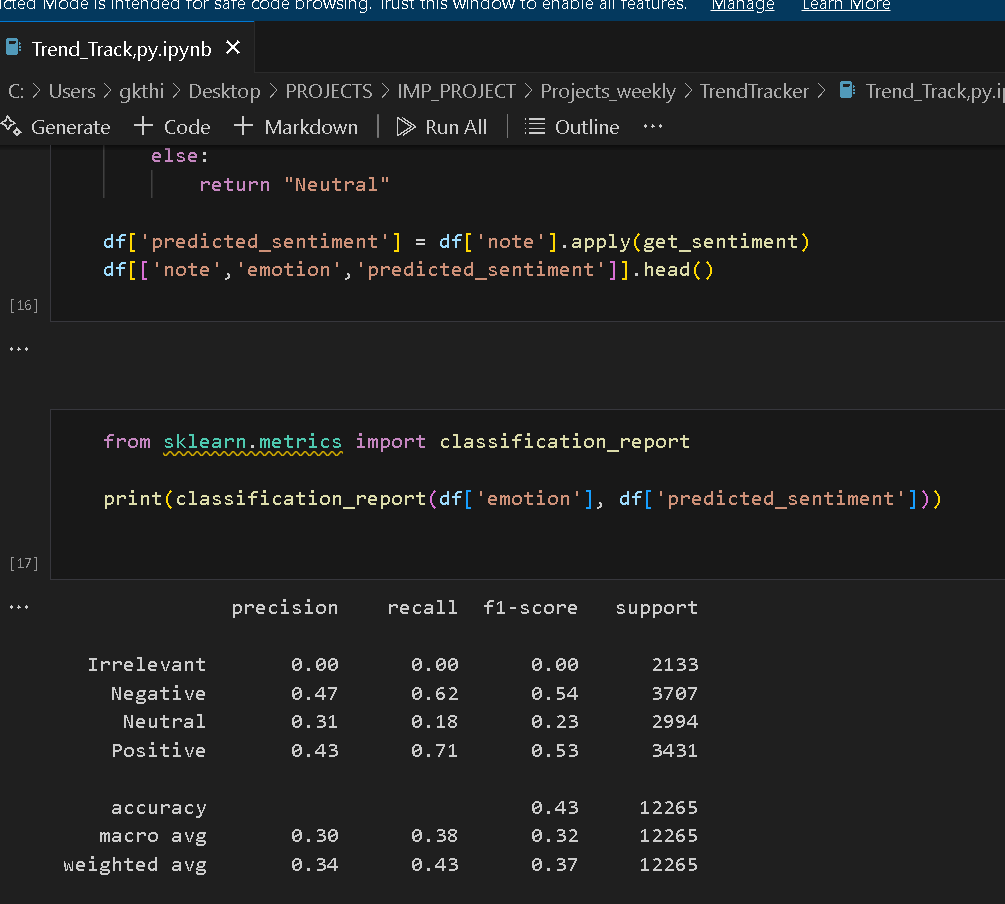 cted Mode is intended for safe code browsing. Trust this window to enable all features. Manage Learn More
Trend_Track,py.ipynb ×
C: > Users > gkthi > Desktop > PROJECTS > IMP_PROJECT > Projects_weekly > TrendTracker > Trend_Track,py.i
Generate + Code + Markdown | Run All | Outline ...
else:
return "Neutral"
df['predicted_sentiment'] = df['note'].apply(get_sentiment)
df[['note','emotion','predicted_sentiment']].head()
[16]
...
from sklearn.metrics import classification_report
print(classification_report(df['emotion'], df['predicted_sentiment']))
[17]
... precision recall f1-score support
Irrelevant 0.00 0.00 0.00 2133
Negative 0.47 0.62 0.54 3707
Neutral 0.31 0.18 0.23 2994
Positive 0.43 0.71 0.53 3431
accuracy 0.43 12265
macro avg 0.30 0.38 0.32 12265
weighted avg 0.34 0.43 0.37 12265